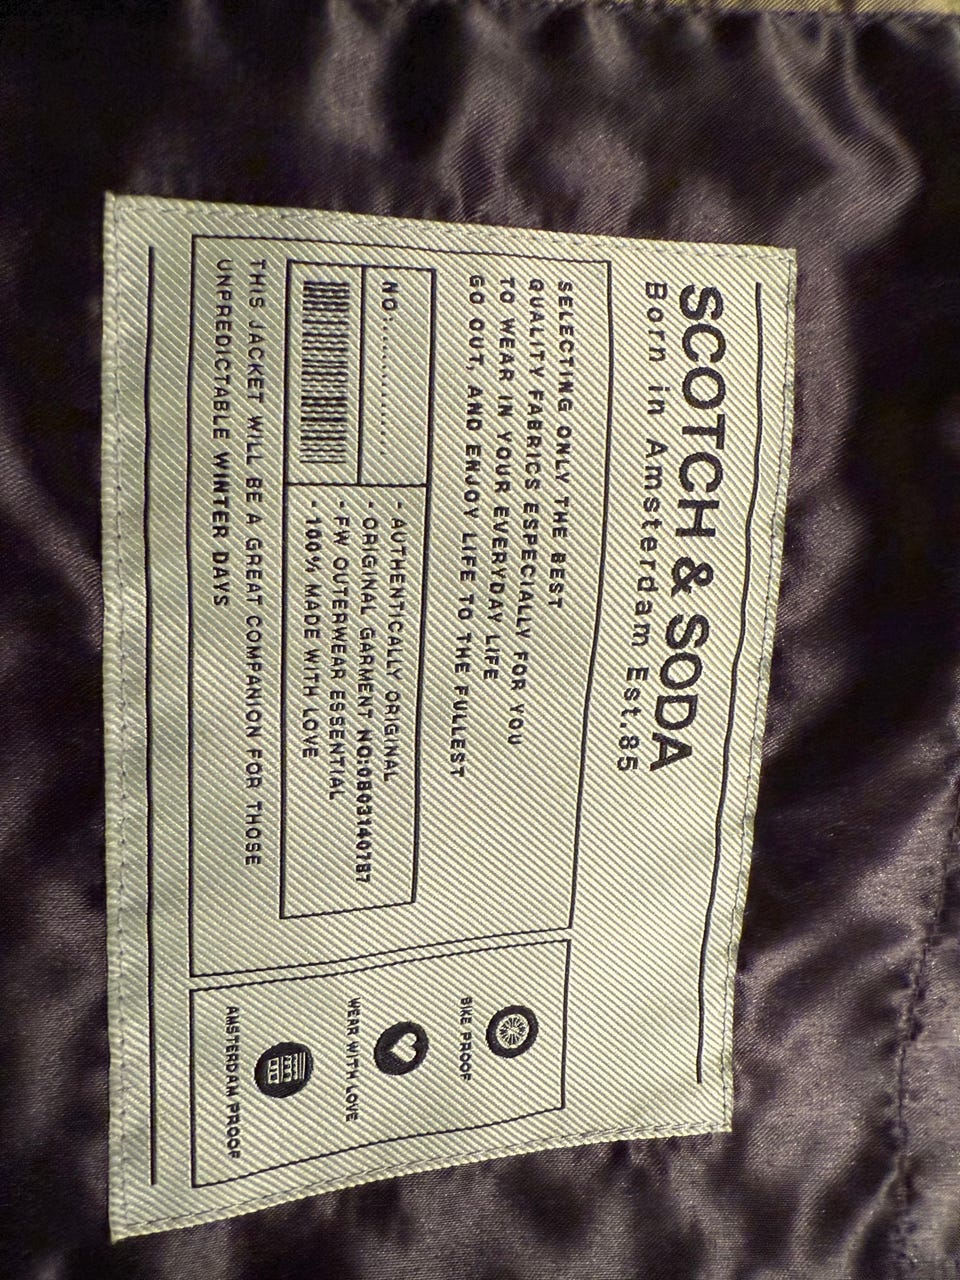 SCOTCH & SODA
Born in Amsterdam Est.85
SELECTING ONLY THE BEST
QUALITY FABRICS ESPECIALLY FOR YOU
TO WEAR IN YOUR EVERYDAY LIFE
GO OUT, AND ENJOY LIFE TO THE FULLEST
NO:.............
- AUTHENTICALLY ORIGINAL
- ORIGINAL GARMENT NO:0803140787
- FW OUTERWEAR ESSENTIAL
- 100% MADE WITH LOVE
THIS JACKET WILL BE A GREAT COMPANION FOR THOSE
UNPREDICTABLE WINTER DAYS
BIKE PROOF
WEAR WITH LOVE
AMSTERDAM PROOF